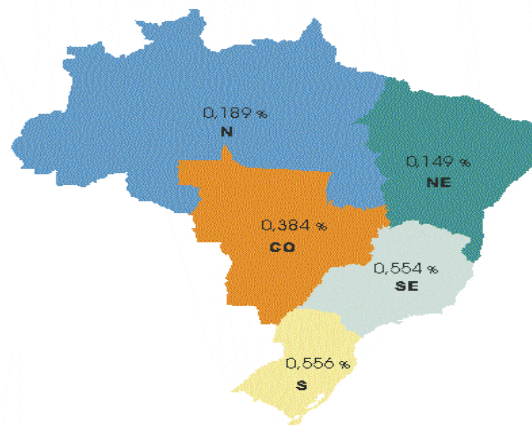 0,189 %
N
0,149 %
NE
0,384 %
CO
0,554 %
SE
0,556 %
S